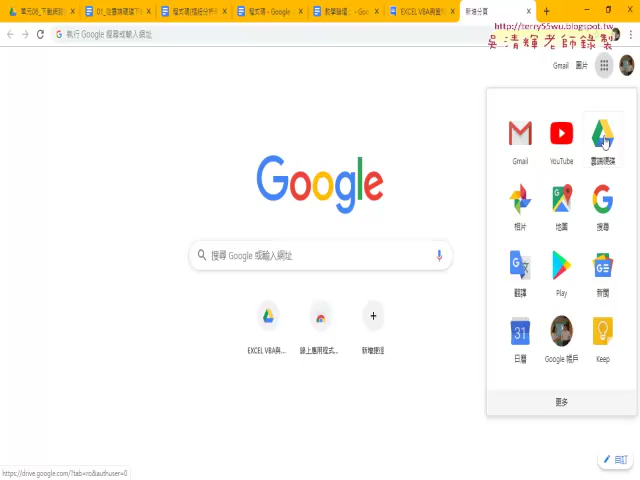 單元06_下載網
01_從雲端硬碟下
程式碼(模組分析
程式碼 - Google
教學論壇： - Goo
EXCEL VBA與
新增分頁
執行 Google 搜尋或輸入網址
http://terry55wu.blogspot.tw
吳清輝老師錄製
Gmail 圖片
Google
搜尋 Google 或輸入網址
EXCEL VBA與...
線上應用程式...
新增捷徑
Gmail YouTube 雲端硬碟
相片 地圖 搜尋
翻譯 Play 新聞
31
日曆 Google 帳戶 Keep
更多
自訂
https://drive.google.com/?tab=ro&authuser=0